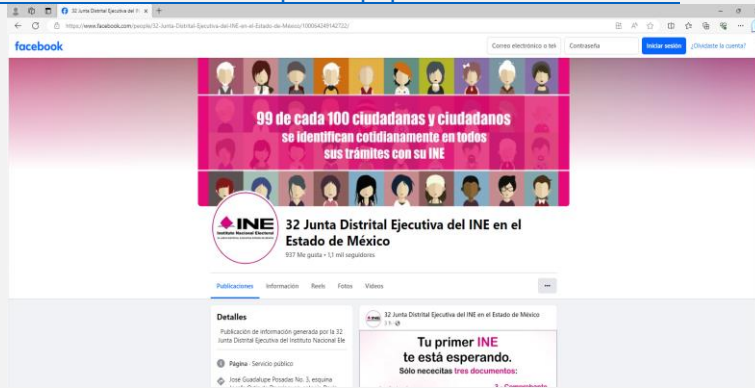 32 Junta Distrital Ejecutiva del IN
https://www.facebook.com/people/32-Junta-Distrital-Ejecutiva-del-INE-en-el-Estado-de-México/100064249142722/
facebook
Correo electrónico o tel
Contraseña
Iniciar sesión
¿Olvidaste la cuenta?
99 de cada 100 ciudadanas y ciudadanos
se identifican cotidianamente en todos
sus trámites con su INE
INE
Instituto Nacional Electoral
32 Junta Distrital Ejecutiva del INE en el
Estado de México
937 Me gusta • 1,1 mil seguidores
Publicaciones Información Reels Fotos Videos
Detalles
Publicación de información generada por la 32
Junta Distrital Ejecutiva del Instituto Nacional Ele
Página · Servicio público
José Guadalupe Posadas No. 3, esquina
32 Junta Distrital Ejecutiva del INE en el Estado de México
3 h
Tu primer INE
te está esperando.
Sólo necesitas tres documentos: